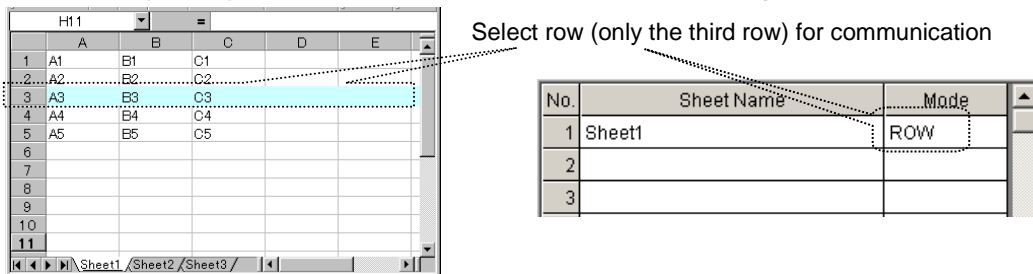 Select row (only the third row) for communication
H11 =
A B C D E
1 A1 B1 C1
2 A2 B2 C2
3 A3 B3 C3
4 A4 B4 C4
5 A5 B5 C5
6
7
8
9
10
11
Sheet1 Sheet2 Sheet3
No. Sheet Name Mode
1 Sheet1 ROW
2
3